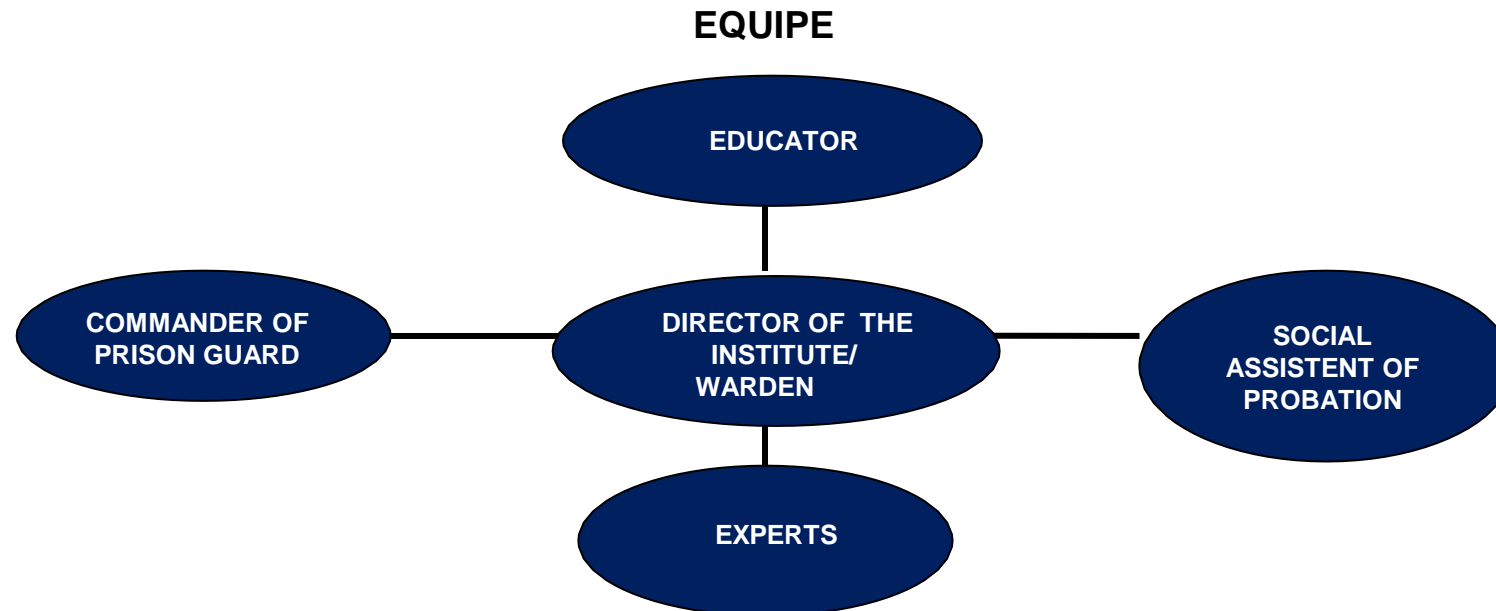 EQUIPE
EDUCATOR
COMMANDER OF
PRISON GUARD
DIRECTOR OF THE
INSTITUTE/
WARDEN
SOCIAL
ASSISTENT OF
PROBATION
EXPERTS